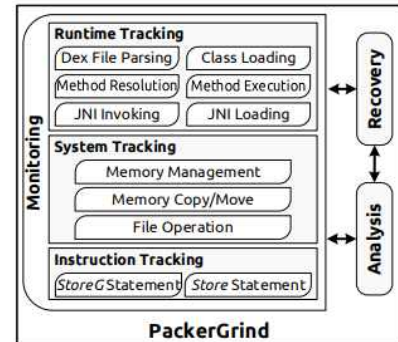 Monitoring
Runtime Tracking
Dex File Parsing
Class Loading
Method Resolution
Method Execution
JNI Invoking
JNI Loading
System Tracking
Memory Management
Memory Copy/Move
File Operation
Instruction Tracking
StoreG Statement
Store Statement
Recovery
Analysis
PackerGrind